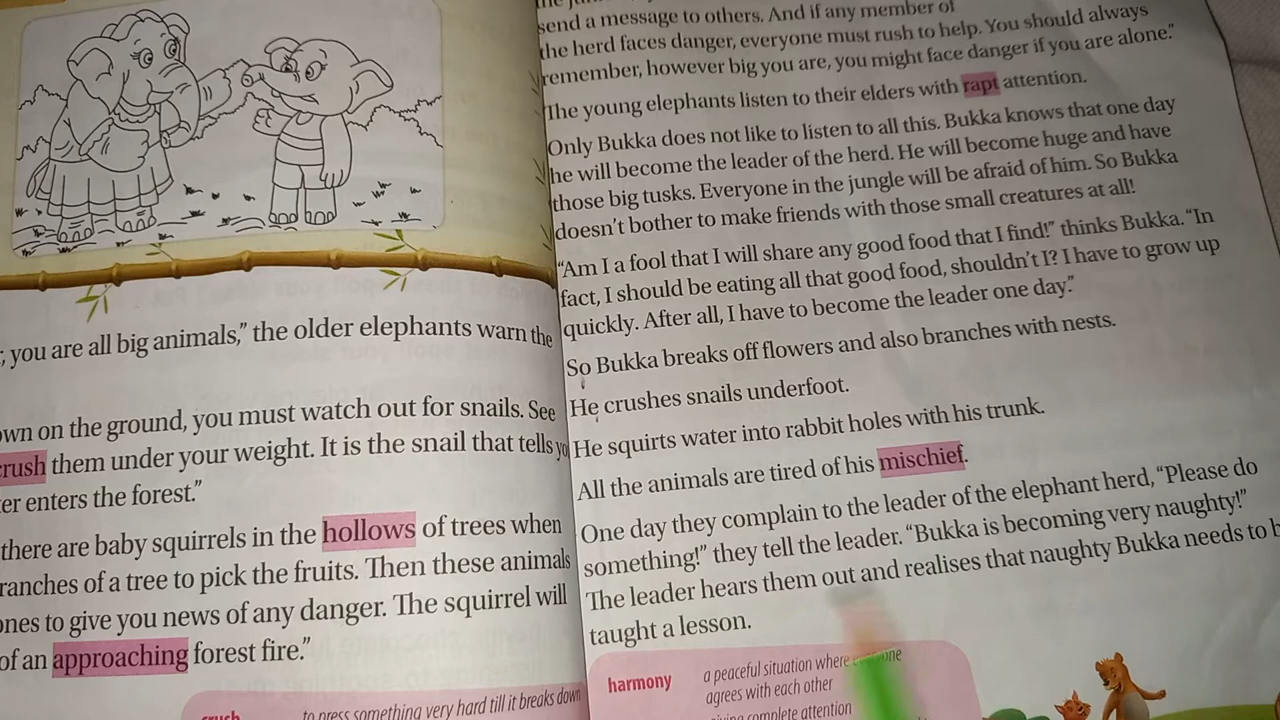 , you are all big animals," the older elephants warn the
own on the ground, you must watch out for snails. See
crush them under your weight. It is the snail that tells
er enters the forest."
there are baby squirrels in the hollows of trees when
ranches of a tree to pick the fruits. Then these animals
ones to give you news of any danger. The squirrel will
of an approaching forest fire."
crush to press something very hard till it breaks down
send a message to others. And if any member of
the herd faces danger, everyone must rush to help. You should always
remember, however big you are, you might face danger if you are alone."
The young elephants listen to their elders with rapt attention.
Only Bukka does not like to listen to all this. Bukka knows that one day
he will become the leader of the herd. He will become huge and have
those big tusks. Everyone in the jungle will be afraid of him. So Bukka
doesn't bother to make friends with those small creatures at all!
"Am I a fool that I will share any good food that I find!" thinks Bukka. "In
fact, I should be eating all that good food, shouldn't I? I have to grow up
quickly. After all, I have to become the leader one day."
So Bukka breaks off flowers and also branches with nests.
He crushes snails underfoot.
He squirts water into rabbit holes with his trunk.
All the animals are tired of his mischief.
One day they complain to the leader of the elephant herd, "Please do
something!" they tell the leader. "Bukka is becoming very naughty!"
The leader hears them out and realises that naughty Bukka needs to
taught a lesson.
harmony a peaceful situation where everyone
agrees with each other
giving complete attention